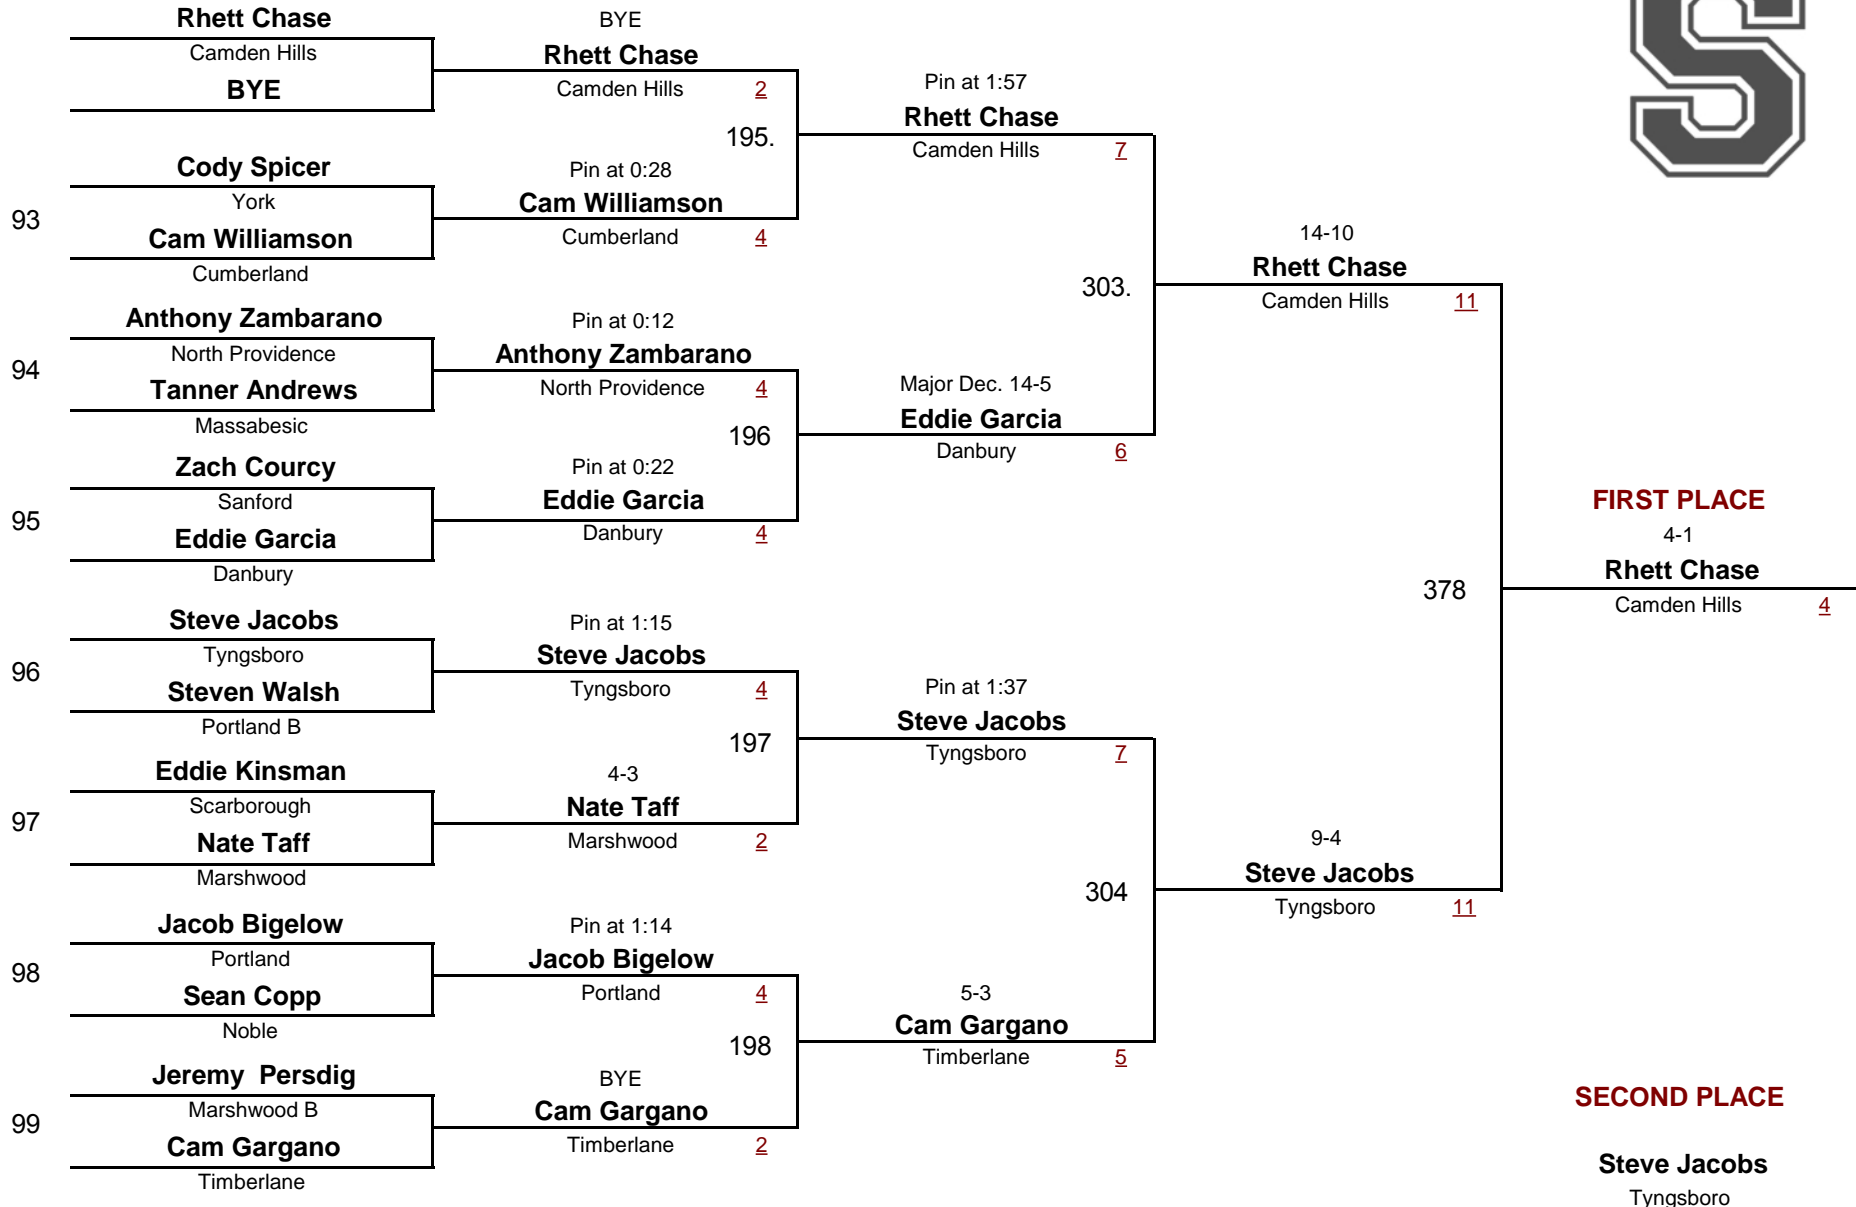 Rhett Chase
Camden Hills
BYE
93
Cody Spicer
York
Cam Williamson
Cumberland
94
Anthony Zambarano
North Providence
Tanner Andrews
Massabesic
95
Zach Courcy
Sanford
Eddie Garcia
Danbury
96
Steve Jacobs
Tyngsboro
Steven Walsh
Portland B
97
Eddie Kinsman
Scarborough
Nate Taff
Marshwood
98
Jacob Bigelow
Portland
Sean Copp
Noble
99
Jeremy  Persdig
Marshwood B
Cam Gargano
Timberlane
BYE
Rhett Chase
Camden Hills 2
195.
Pin at 0:28
Cam Williamson
Cumberland 4
Pin at 0:12
Anthony Zambarano
North Providence 4
196
Pin at 0:22
Eddie Garcia
Danbury 4
Pin at 1:15
Steve Jacobs
Tyngsboro 4
197
4-3
Nate Taff
Marshwood 2
Pin at 1:14
Jacob Bigelow
Portland 4
198
BYE
Cam Gargano
Timberlane 2
Pin at 1:57
Rhett Chase
Camden Hills 7
303.
Major Dec. 14-5
Eddie Garcia
Danbury 6
Pin at 1:37
Steve Jacobs
Tyngsboro 7
304
5-3
Cam Gargano
Timberlane 5
14-10
Rhett Chase
Camden Hills 11
378
9-4
Steve Jacobs
Tyngsboro 11
S
FIRST PLACE
4-1
Rhett Chase
Camden Hills 4
SECOND PLACE
Steve Jacobs
Tyngsboro